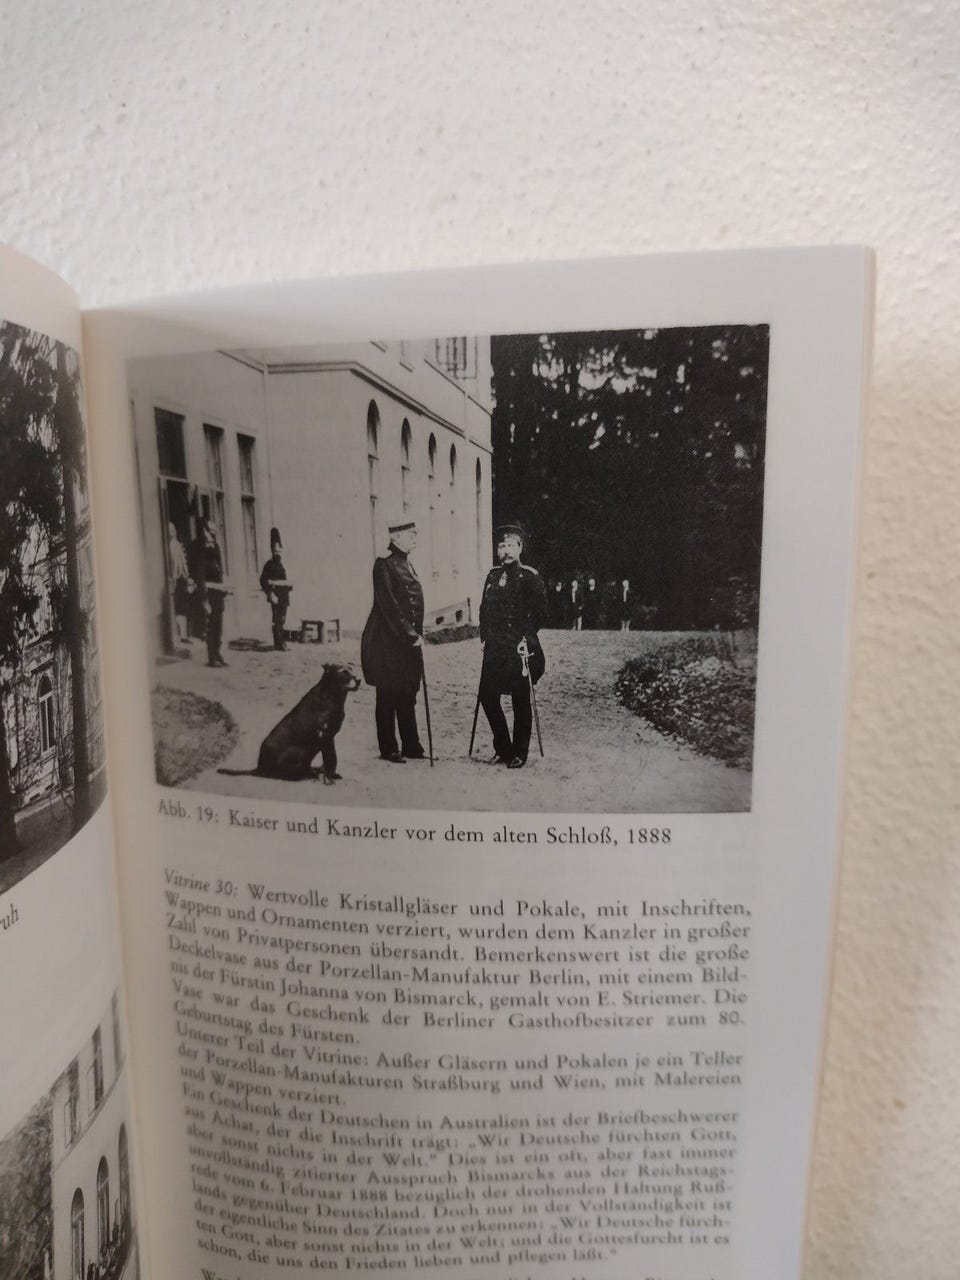 ruh
Abb. 19: Kaiser und Kanzler vor dem alten Schloß, 1888
Vitrine 30: Wertvolle Kristallgläser und Pokale, mit Inschriften,
Wappen und Ornamenten verziert, wurden dem Kanzler in großer
Zahl von Privatpersonen übersandt. Bemerkenswert ist die große
Deckelvase aus der Porzellan-Manufaktur Berlin, mit einem Bild-
nis der Fürstin Johanna von Bismarck, gemalt von E. Striemer. Die
Vase war das Geschenk der Berliner Gasthofbesitzer zum 80.
Geburtstag des Fürsten.
Unterer Teil der Vitrine: Außer Gläsern und Pokalen je ein Teller
der Porzellan-Manufakturen Straßburg und Wien, mit Malereien
und Wappen verziert.
Ein Geschenk der Deutschen in Australien ist der Briefbeschwerer
aus Achat, der die Inschrift trägt: „Wir Deutsche fürchten Gott,
aber sonst nichts in der Welt.“ Dies ist ein oft, aber fast immer
unvollständig zitierter Ausspruch Bismarcks aus der Reichstags-
rede vom 6. Februar 1888 bezüglich der drohenden Haltung Ruß-
lands gegenüber Deutschland. Doch nur in der Vollständigkeit ist
der eigentliche Sinn des Zitates zu erkennen: „Wir Deutsche fürch-
ten Gott, aber sonst nichts in der Welt; und die Gottesfurcht ist es
schon, die uns den Frieden lieben und pflegen läßt.“